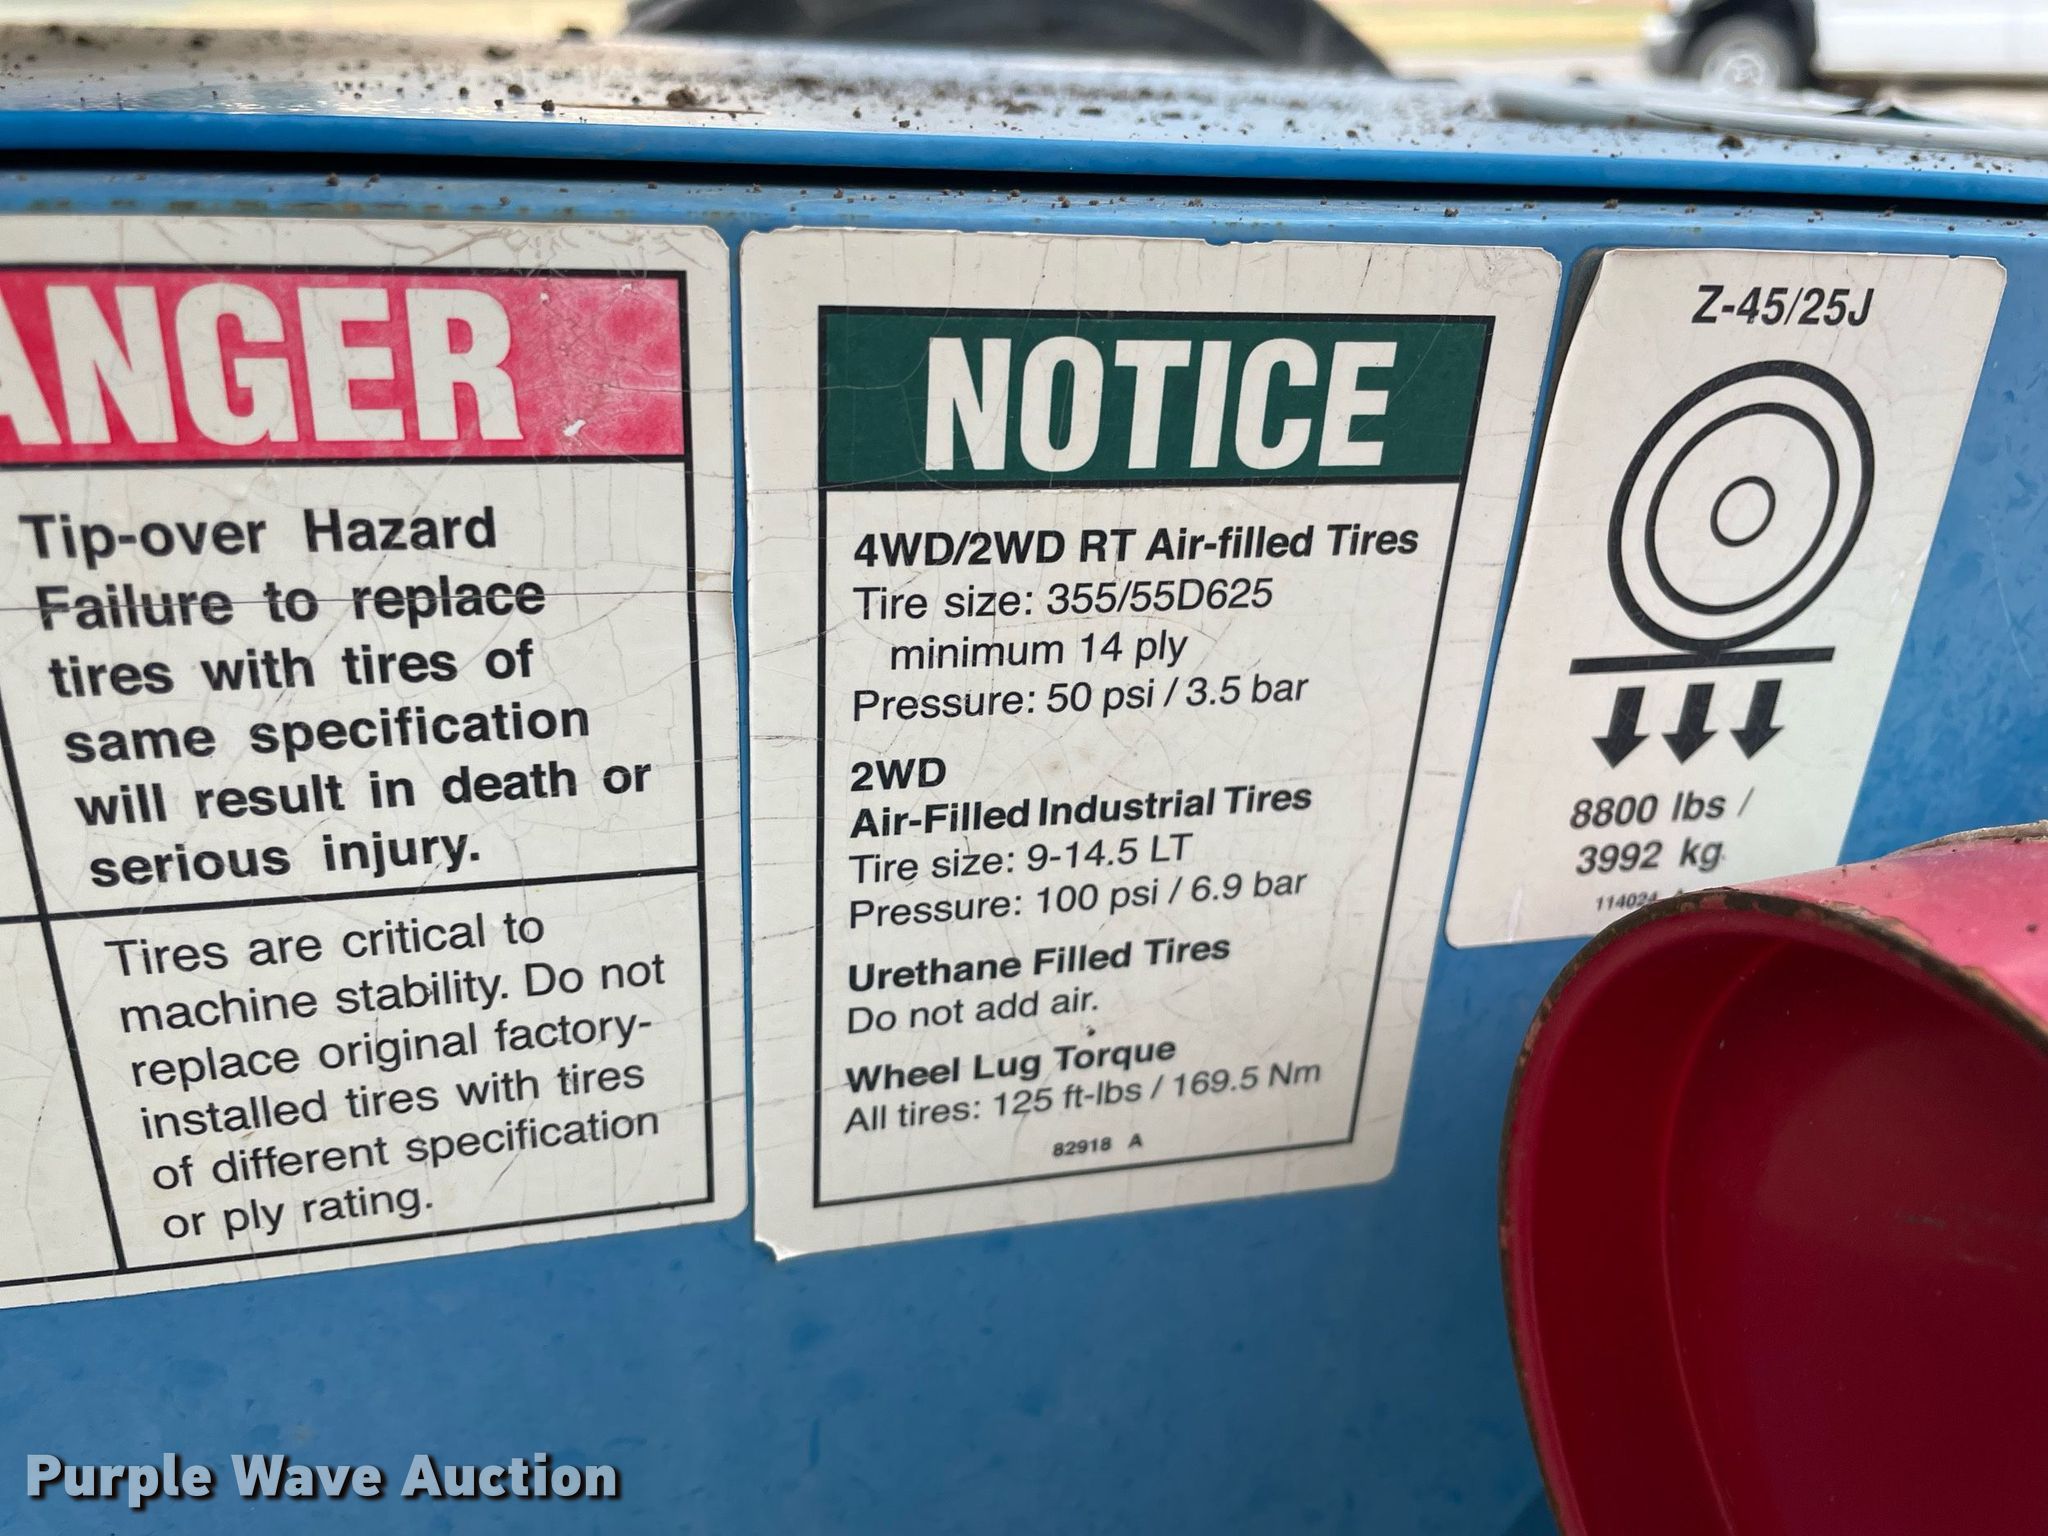 ANGER
Tip-over Hazard
Failure to replace
tires with tires of
same specification
will result in death or
serious injury.
Tires are critical to
machine stability. Do not
replace original factory-
installed tires with tires
of different specification
or ply rating.
NOTICE
4WD/2WD RT Air-filled Tires
Tire size: 355/55D625
minimum 14 ply
Pressure: 50 psi / 3.5 bar
2WD
Air-Filled Industrial Tires
Tire size: 9-14.5 LT
Pressure: 100 psi / 6.9 bar
Urethane Filled Tires
Do not add air.
Wheel Lug Torque
All tires: 125 ft-lbs / 169.5 Nm
82918 A
Z-45/25J
8800 lbs /
3992 kg
114024
Purple Wave Auction